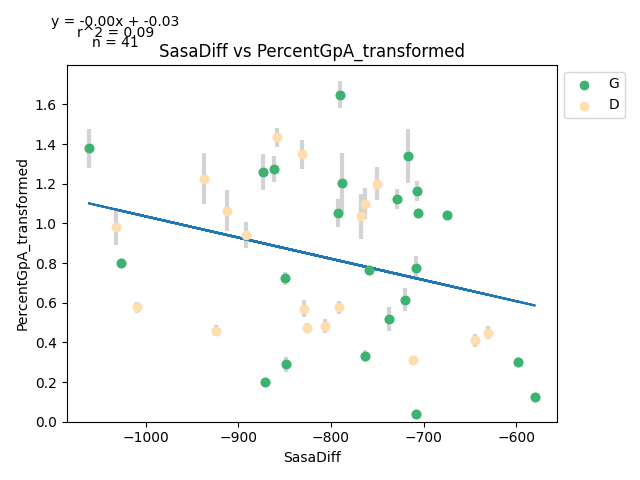 y = -0.00x + -0.03
r^2 = 0.09
n = 41
SasaDiff vs PercentGpA_transformed
G
D
PercentGpA_transformed
1.6
1.4
1.2
1.0
0.8
0.6
0.4
0.2
0.0
−1000 −900 −800 −700 −600
SasaDiff